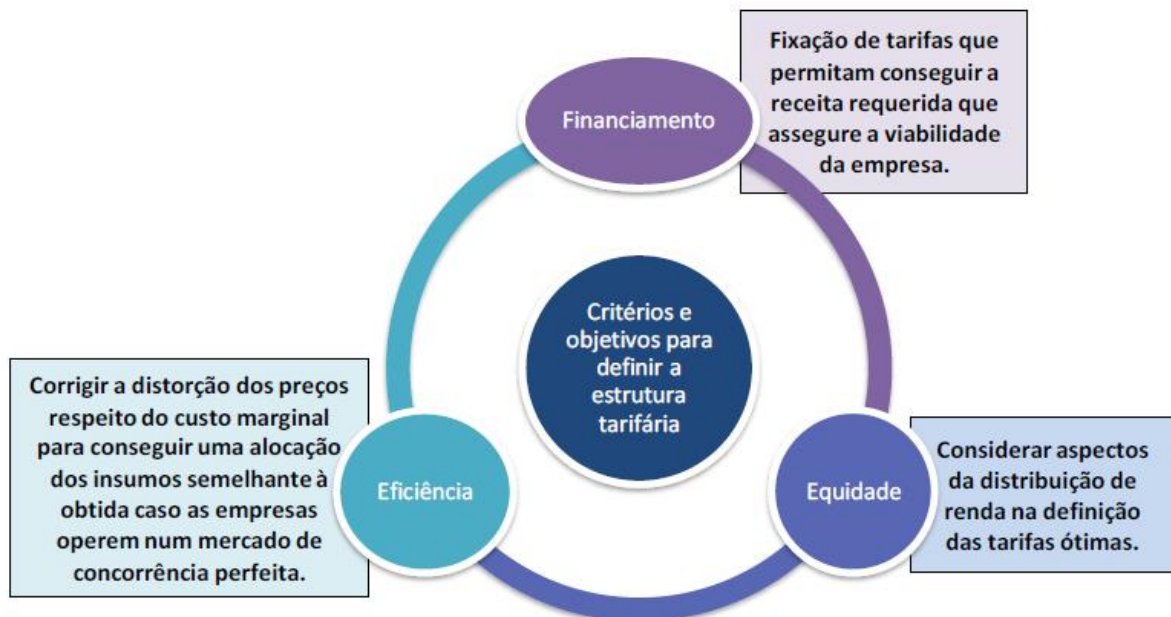 Fixação de tarifas que
permitam conseguir a
receita requerida que
assegure a viabilidade
da empresa.
Financiamento
Critérios e
objetivos para
definir a
estrutura
tarifária
Corrigir a distorção dos preços
respeito do custo marginal
para conseguir uma alocação
dos insumos semelhante à
obtida caso as empresas
operem num mercado de
concorrência perfeita.
Eficiência
Equidade
Considerar aspectos
da distribuição de
renda na definição
das tarifas ótimas.